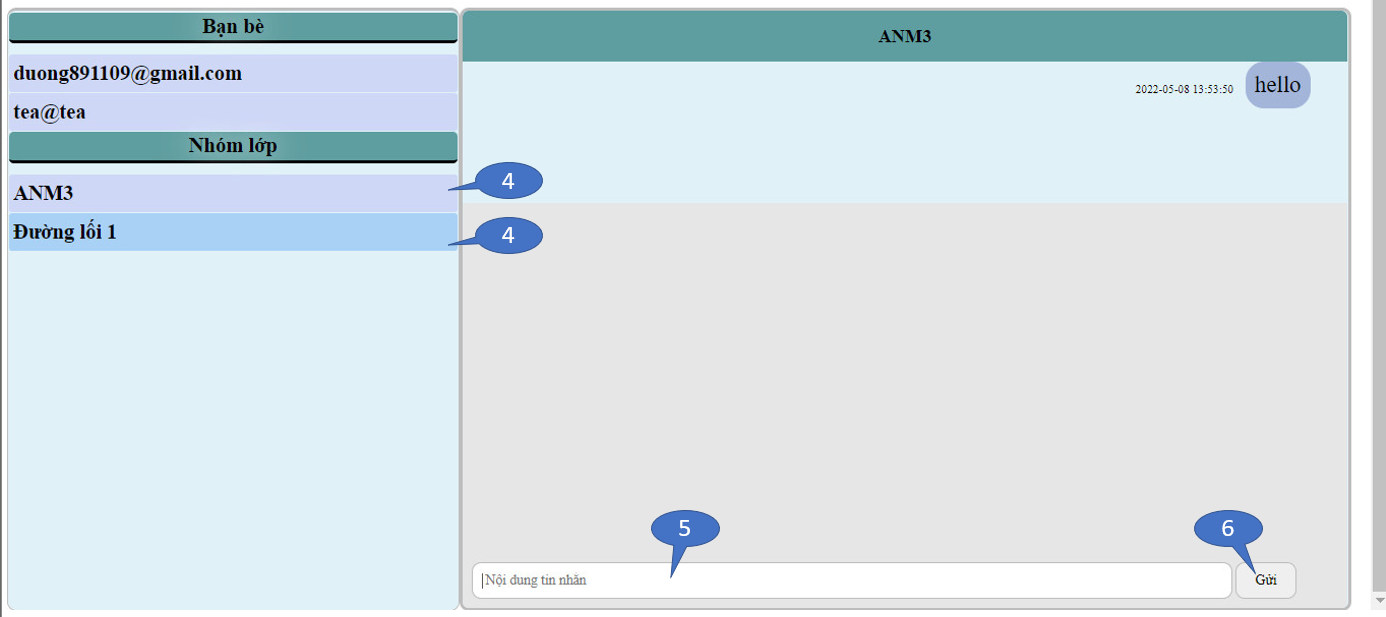 Bạn bè
duong891109@gmail.com
tea@tea
Nhóm lớp
ANM3
4
Đường lối 1
4
ANM3
2022-05-08 13:53:50 hello
5
6
Nội dung tin nhắn
Gửi